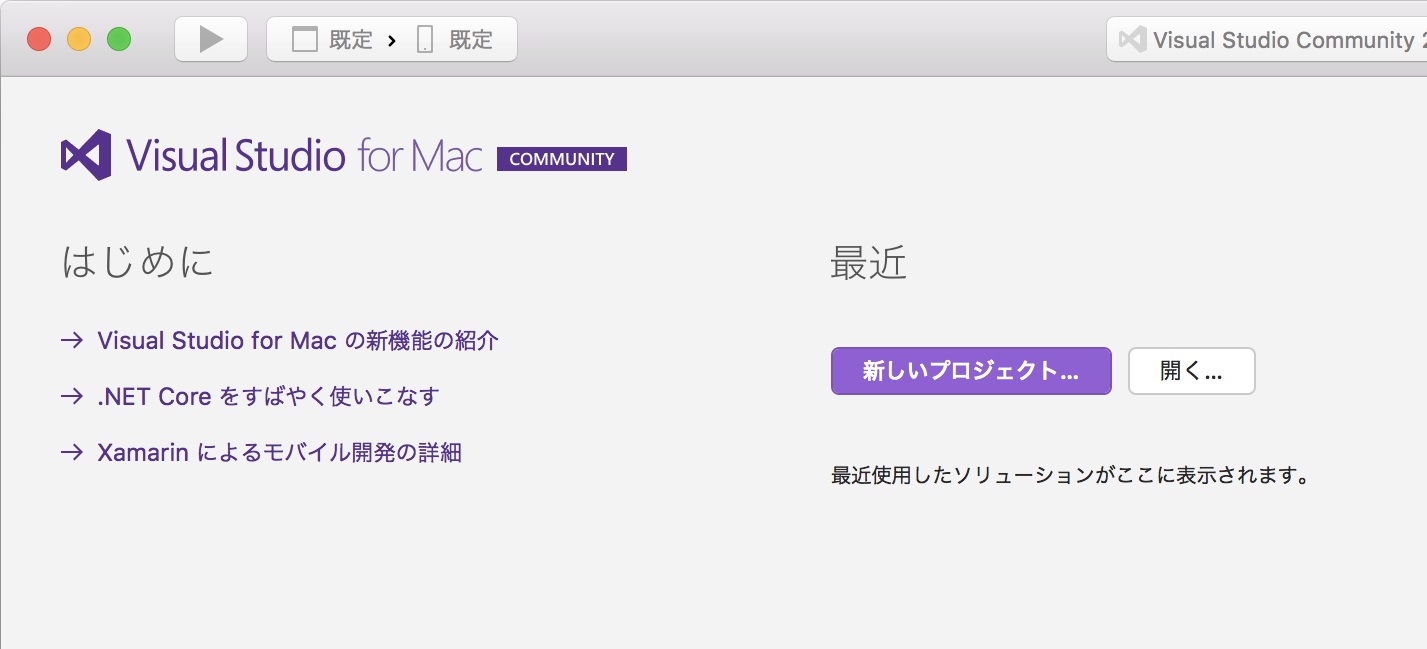 既定 › 既定
Visual Studio Community
Visual Studio for Mac COMMUNITY
はじめに
→ Visual Studio for Mac の新機能の紹介
→ .NET Core をすばやく使いこなす
→ Xamarin によるモバイル開発の詳細
最近
新しいプロジェクト...
開く...
最近使用したソリューションがここに表示されます。